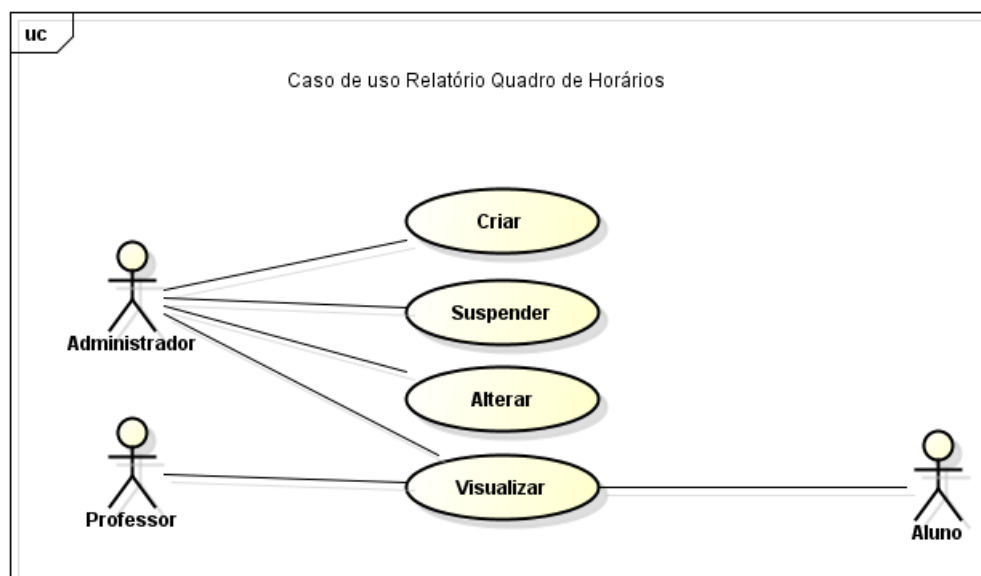 uc
Caso de uso Relatório Quadro de Horários
Criar
Suspender
Administrador
Alterar
Visualizar
Professor
Aluno